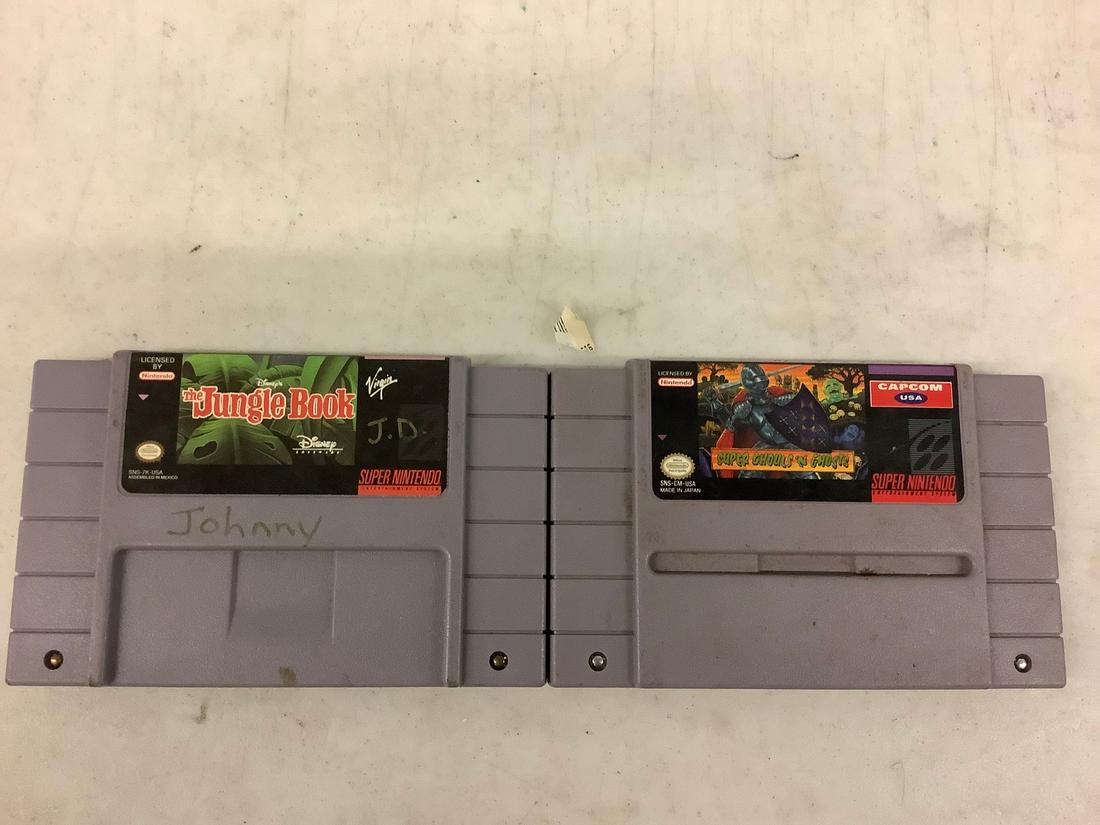 LICENSED BY
Nintendo
Disney's
The Jungle Book
Disney
SOFTWARE
Virgin
J.D.
SNS-7K-USA
ASSEMBLED IN MEXICO
SUPER NINTENDO
ENTERTAINMENT SYSTEM
Johnny
LICENSED BY
Nintendo
CAPCOM
USA
SUPER GHOULS 'N GHOSTS
SNS-CM-USA
MADE IN JAPAN
SUPER NINTENDO
ENTERTAINMENT SYSTEM